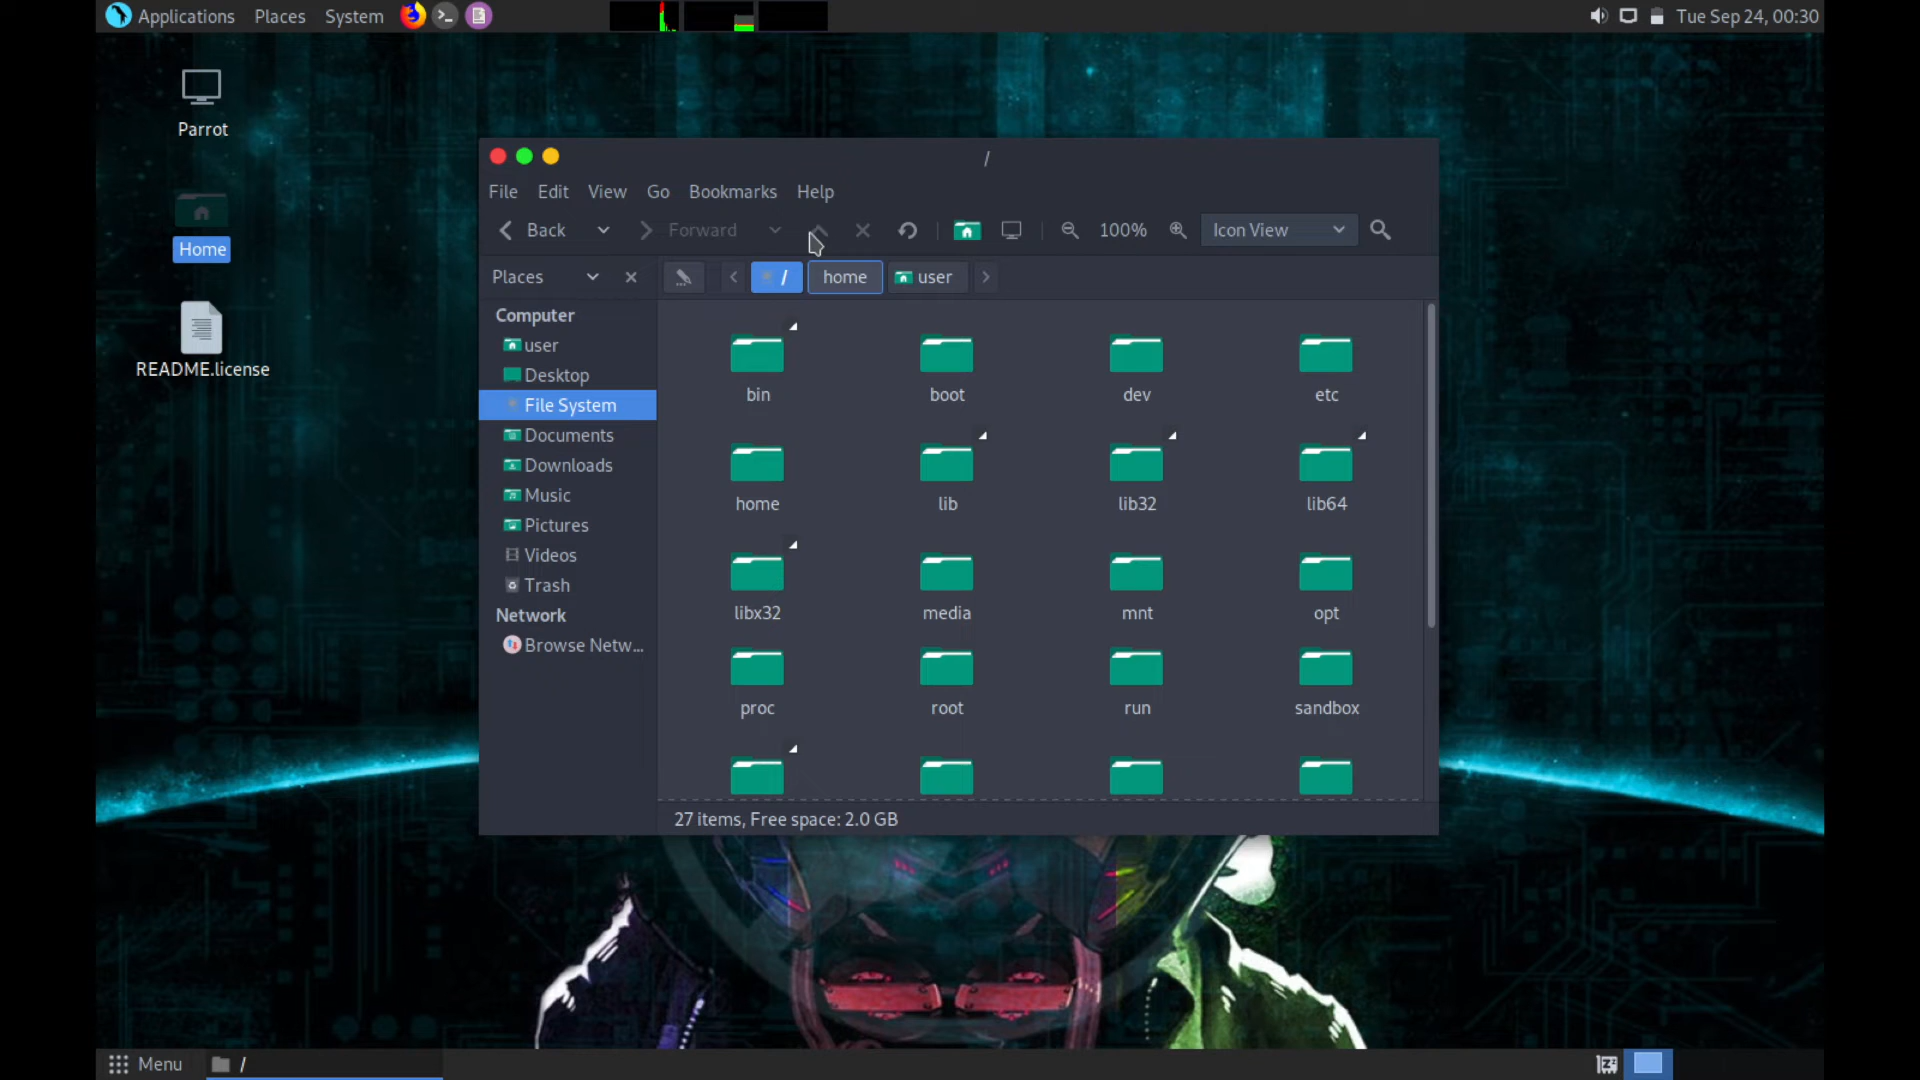 Applications Places System Tue Sep 24, 00:30
Parrot
Home
README.license
/
File Edit View Go Bookmarks Help
Back Forward 100% Icon View
Places / home user
Computer
user
Desktop
File System
Documents
Downloads
Music
Pictures
Videos
Trash
Network
Browse Netw...
bin boot dev etc
home lib lib32 lib64
libx32 media mnt opt
proc root run sandbox
27 items, Free space: 2.0 GB
Menu /